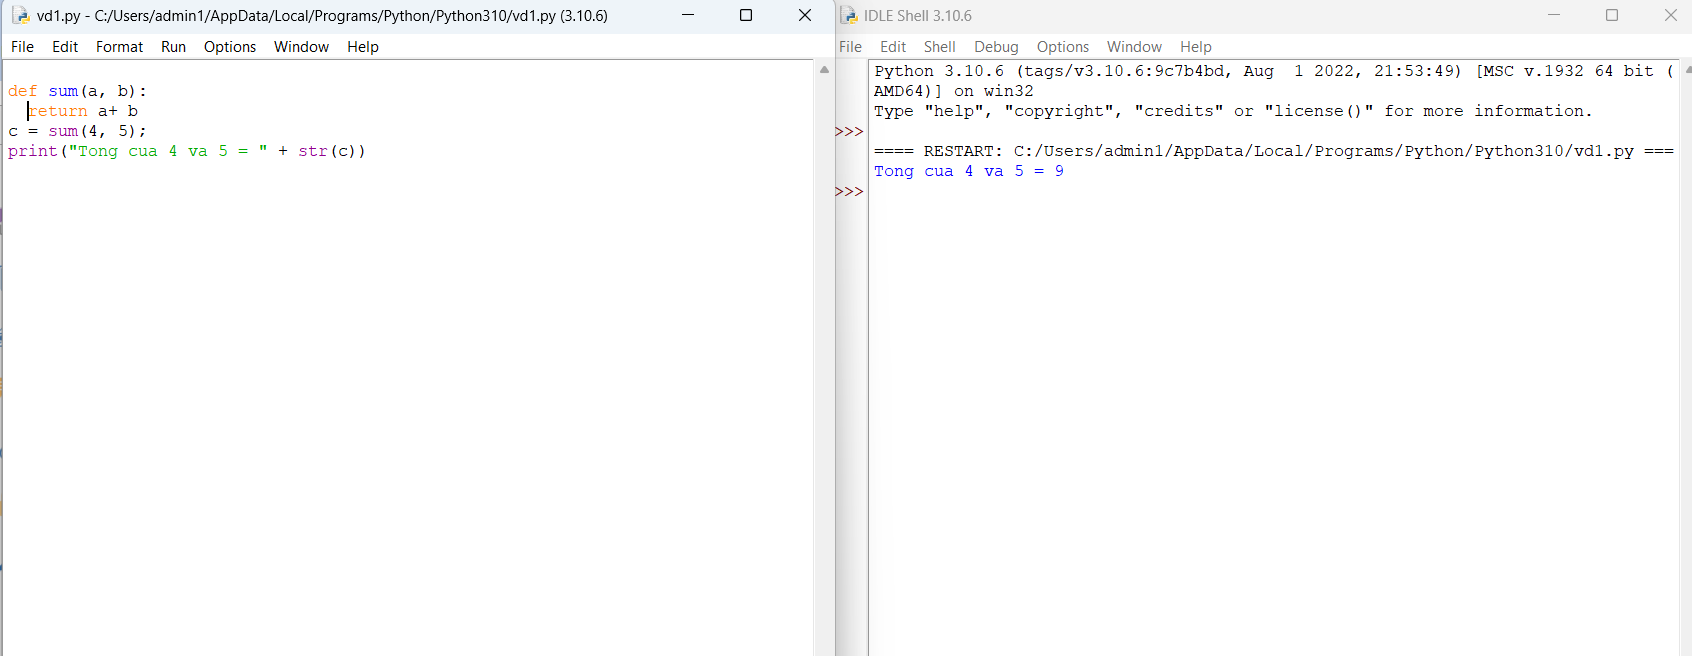 vd1.py - C:/Users/admin1/AppData/Local/Programs/Python/Python310/vd1.py (3.10.6)
File Edit Format Run Options Window Help
def sum(a, b):
  return a+ b
c = sum(4, 5);
print("Tong cua 4 va 5 = " + str(c))
IDLE Shell 3.10.6
File Edit Shell Debug Options Window Help
Python 3.10.6 (tags/v3.10.6:9c7b4bd, Aug  1 2022, 21:53:49) [MSC v.1932 64 bit (
AMD64)] on win32
Type "help", "copyright", "credits" or "license()" for more information.
>>>
==== RESTART: C:/Users/admin1/AppData/Local/Programs/Python/Python310/vd1.py ===
Tong cua 4 va 5 = 9
>>>